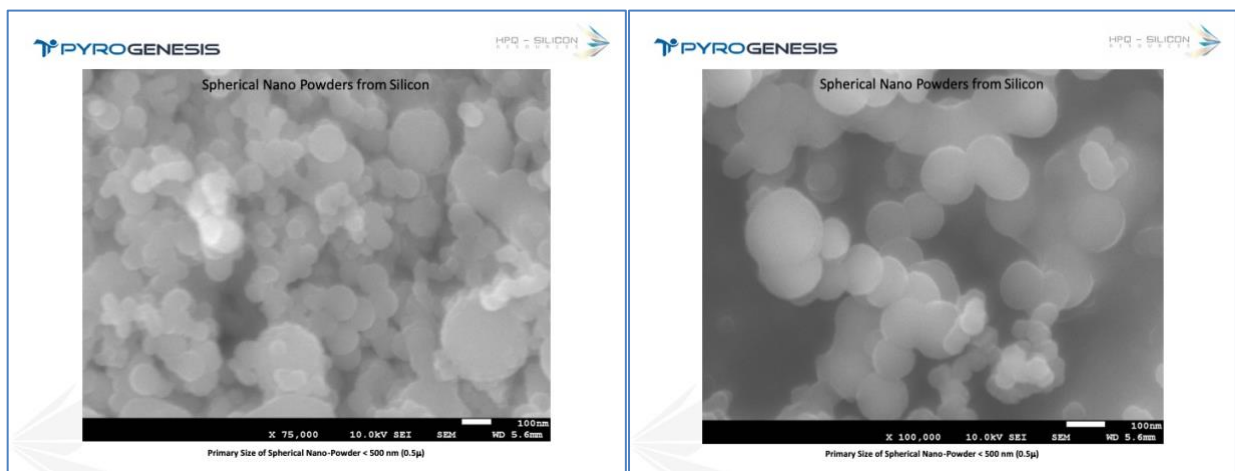 PYROGENESIS
HPQ - SILICON
RESOURCES
Spherical Nano Powders from Silicon
100nm
X 75,000 10.0kV SEI SEM WD 5.6mm
Primary Size of Spherical Nano-Powder < 500 nm (0.5µ)
PYROGENESIS
HPQ - SILICON
RESOURCES
Spherical Nano Powders from Silicon
100nm
X 100,000 10.0kV SEI SEM WD 5.6mm
Primary Size of Spherical Nano-Powder < 500 nm (0.5µ)